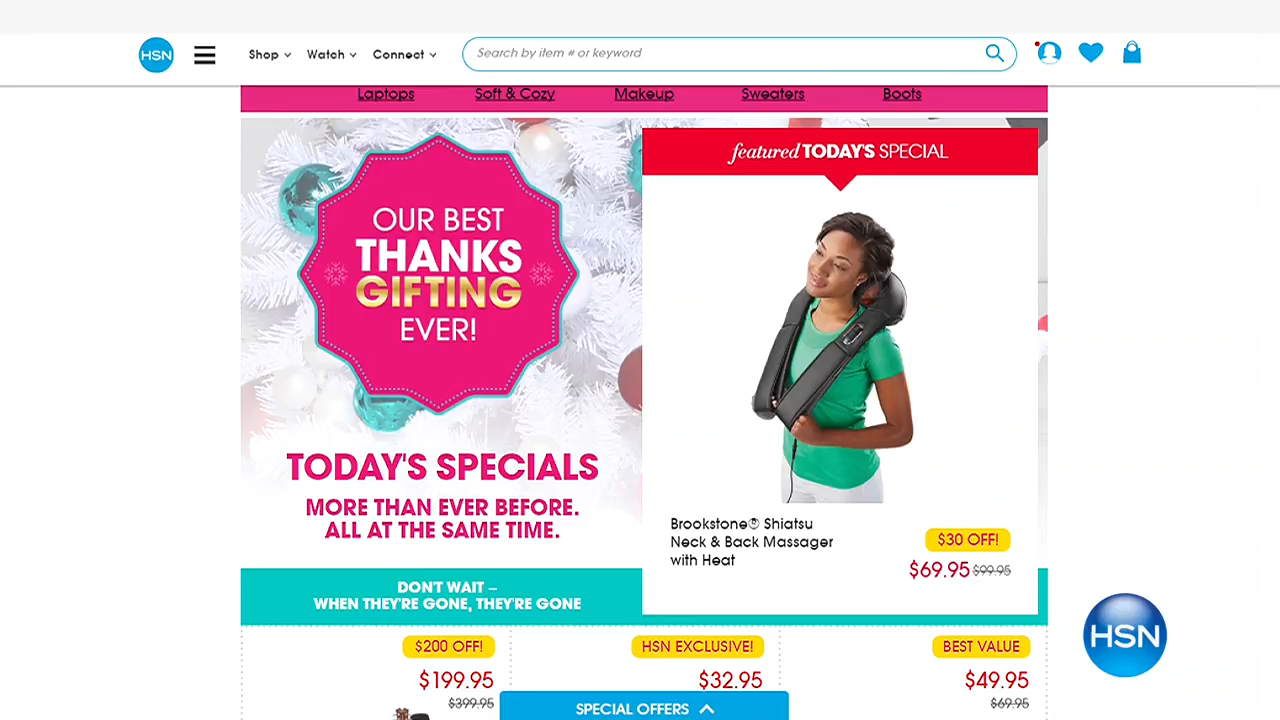 HSN
Shop
Watch
Connect
Search by item # or keyword
Laptops
Soft & Cozy
Makeup
Sweaters
Boots
OUR BEST
THANKS
GIFTING
EVER!
TODAY'S SPECIALS
MORE THAN EVER BEFORE.
ALL AT THE SAME TIME.
featured TODAY'S SPECIAL
Brookstone® Shiatsu
Neck & Back Massager
with Heat
$30 OFF!
$69.95 $99.95
DON'T WAIT –
WHEN THEY'RE GONE, THEY'RE GONE
$200 OFF!
$199.95
$399.95
HSN EXCLUSIVE!
$32.95
BEST VALUE
$49.95
$69.95
SPECIAL OFFERS
HSN